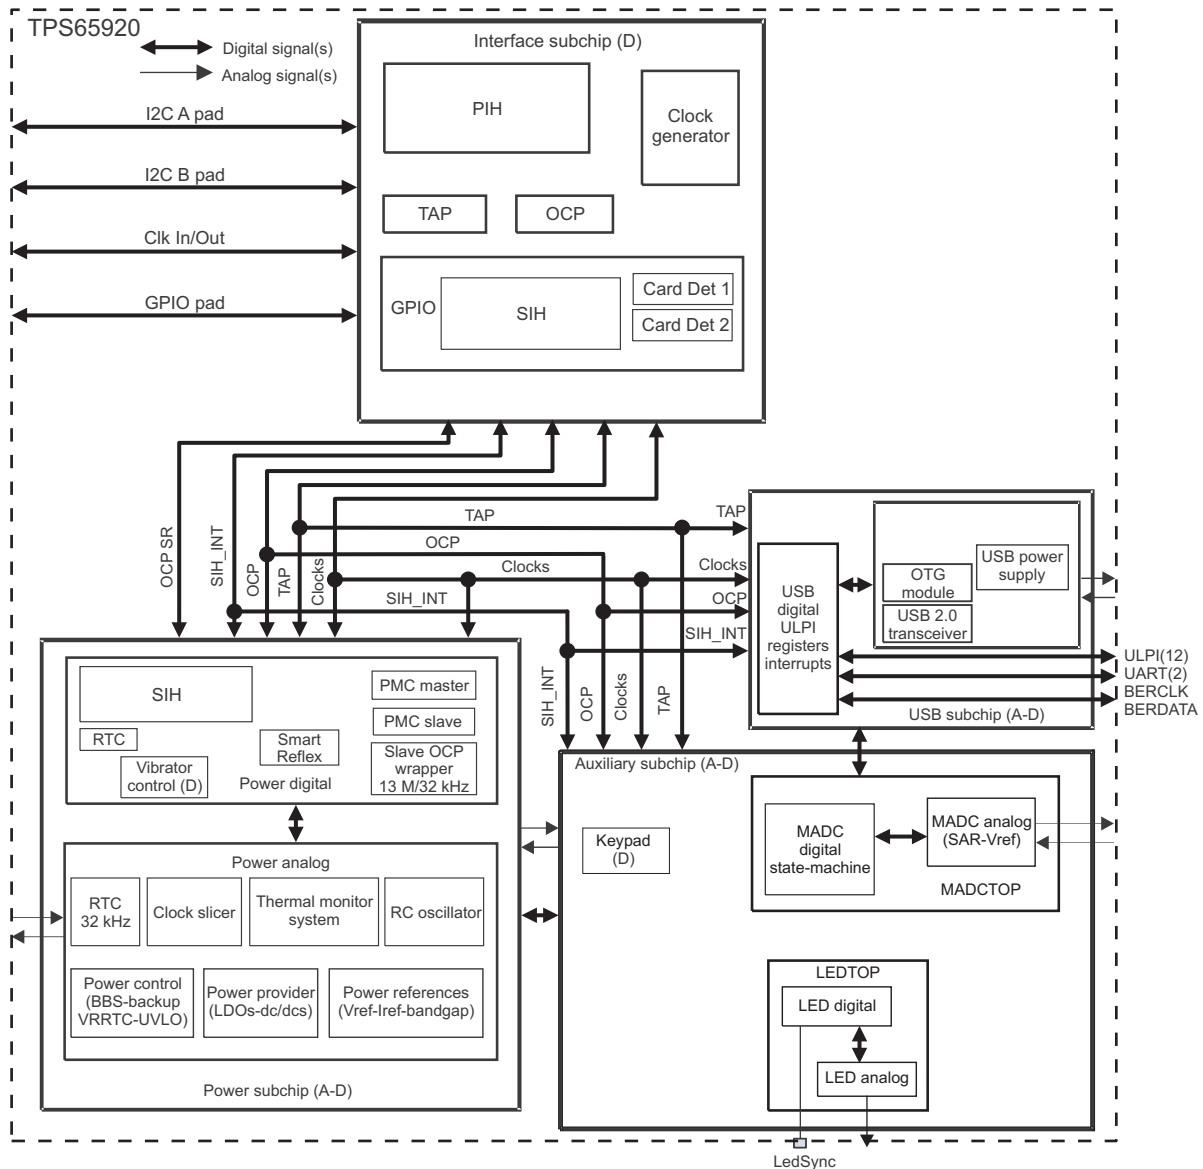 TPS65920
Digital signal(s)
Analog signal(s)
Interface subchip (D)
PIH
Clock
generator
I2C A pad
I2C B pad
TAP
OCP
Clk In/Out
GPIO pad
GPIO
SIH
Card Det 1
Card Det 2
OCP SR
SIH_INT
OCP
TAP
Clocks
TAP
TAP
OCP
Clocks
Clocks
SIH_INT
OCP
SIH_INT
SIH_INT
OCP
Clocks
TAP
USB
digital
ULPI
registers
interrupts
USB power
supply
OTG
module
USB 2.0
transceiver
ULPI(12)
UART(2)
BERCLK
BERDATA
USB subchip (A-D)
SIH
RTC
Vibrator
control (D)
Smart
Reflex
PMC master
PMC slave
Slave OCP
wrapper
13 M/32 kHz
Power digital
Power analog
RTC
32 kHz
Clock slicer
Thermal monitor
system
RC oscillator
Power control
(BBS-backup
VRRTC-UVLO)
Power provider
(LDOs-dc/dcs)
Power references
(Vref-Iref-bandgap)
Power subchip (A-D)
Auxiliary subchip (A-D)
Keypad
(D)
MADC
digital
state-machine
MADC analog
(SAR-Vref)
MADCTOP
LEDTOP
LED digital
LED analog
LedSync